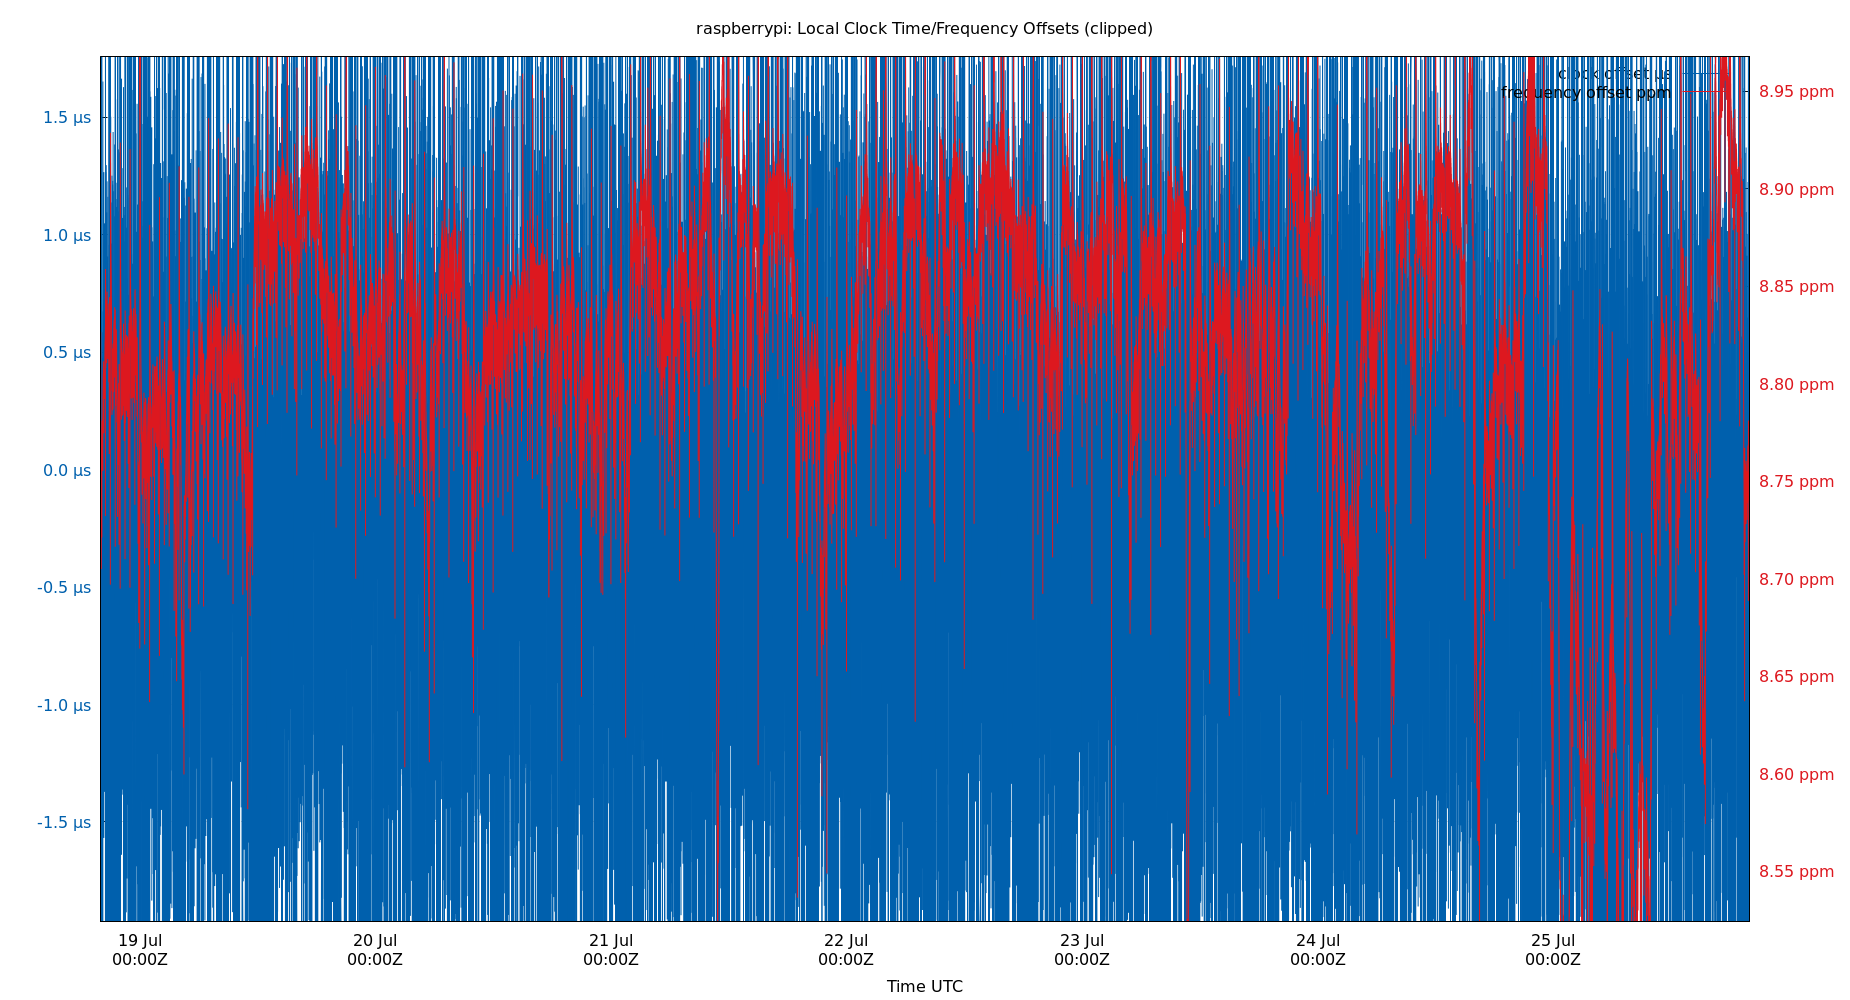 raspberrypi: Local Clock Time/Frequency Offsets (clipped)
clock offset µs
frequency offset ppm
1.5 µs
1.0 µs
0.5 µs
0.0 µs
-0.5 µs
-1.0 µs
-1.5 µs
8.95 ppm
8.90 ppm
8.85 ppm
8.80 ppm
8.75 ppm
8.70 ppm
8.65 ppm
8.60 ppm
8.55 ppm
19 Jul 20 Jul 21 Jul 22 Jul 23 Jul 24 Jul 25 Jul
00:00Z 00:00Z 00:00Z 00:00Z 00:00Z 00:00Z 00:00Z
Time UTC